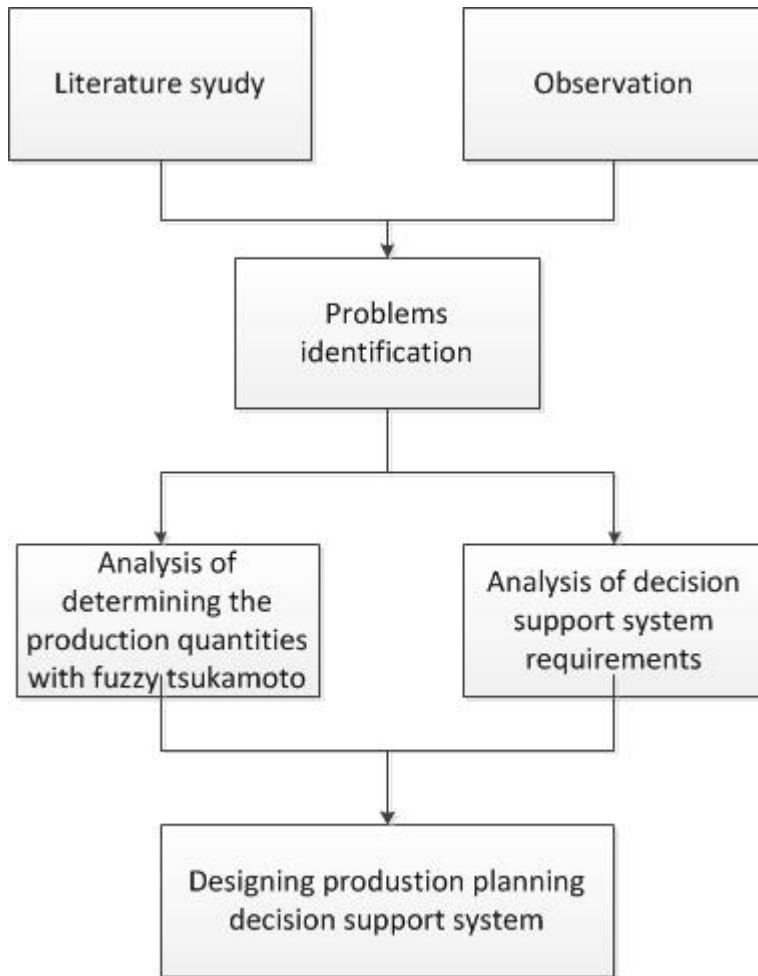 Literature syudy
Observation
Problems
identification
Analysis of
determining the
production quantities
with fuzzy tsukamoto
Analysis of decision
support system
requirements
Designing produstion planning
decision support system